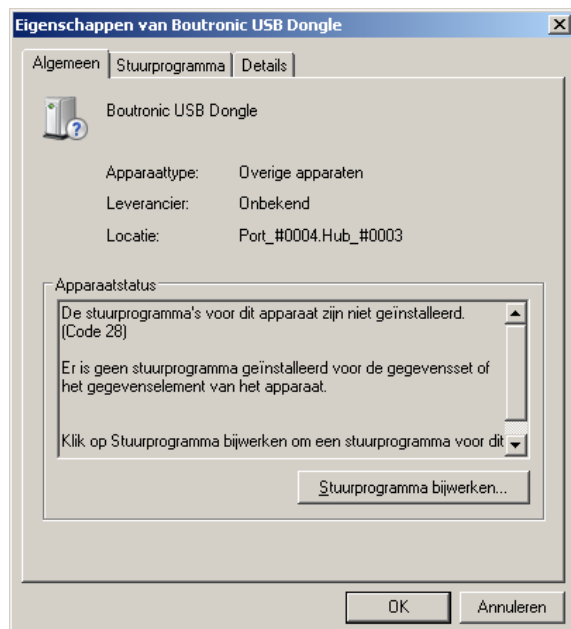 Eigenschappen van Boutronic USB Dongle
Algemeen Stuurprogramma Details
Boutronic USB Dongle
Apparaattype: Overige apparaten
Leverancier: Onbekend
Locatie: Port_#0004.Hub_#0003
Apparaatstatus
De stuurprogramma's voor dit apparaat zijn niet geïnstalleerd.
(Code 28)
Er is geen stuurprogramma geïnstalleerd voor de gegevensset of
het gegevenselement van het apparaat.
Klik op Stuurprogramma bijwerken om een stuurprogramma voor dit
Stuurprogramma bijwerken...
OK Annuleren